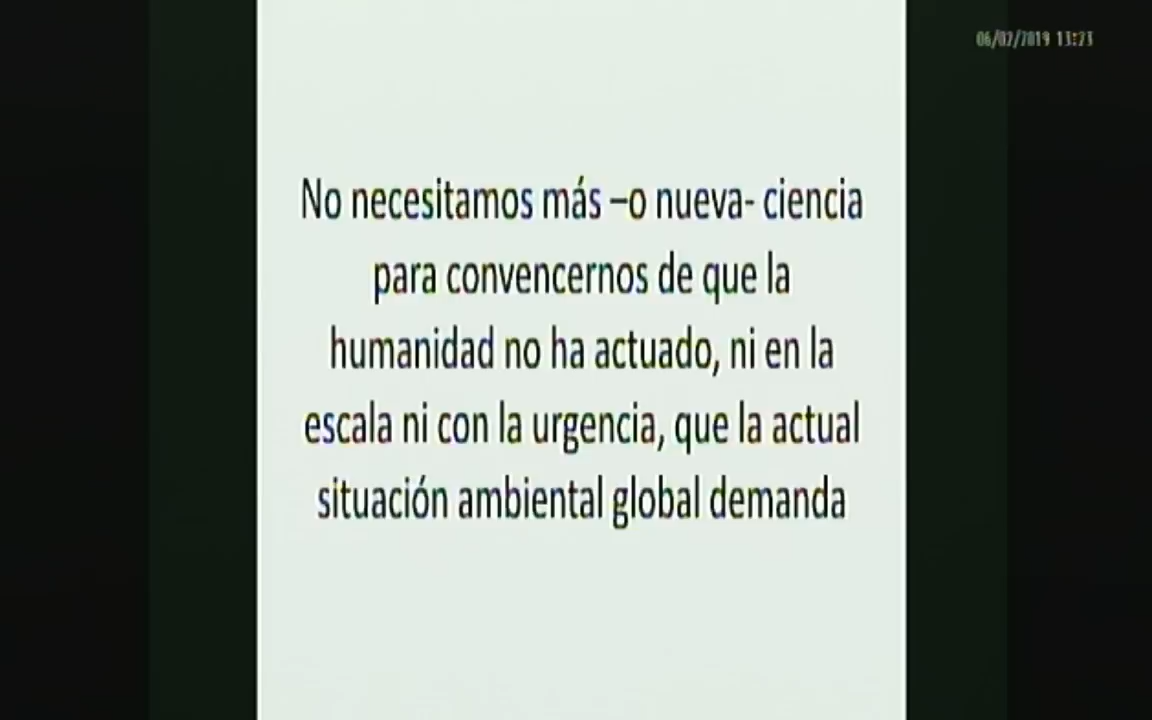 06/02/2019 13:23
No necesitamos más –o nueva- ciencia
para convencernos de que la
humanidad no ha actuado, ni en la
escala ni con la urgencia, que la actual
situación ambiental global demanda